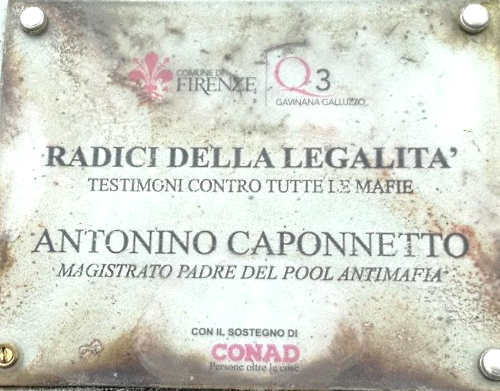 COMUNE DI
FIRENZE
Q3
GAVINANA GALLUZZO
RADICI DELLA LEGALITA'
TESTIMONI CONTRO TUTTE LE MAFIE
ANTONINO CAPONNETTO
MAGISTRATO PADRE DEL POOL ANTIMAFIA
CON IL SOSTEGNO DI
CONAD
Persone oltre le cose